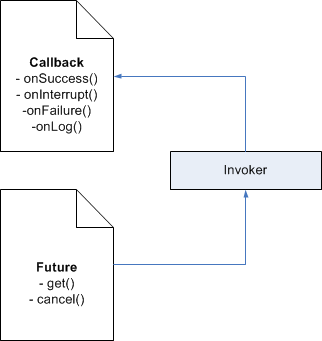 Callback
- onSuccess()
- onInterrupt()
-onFailure()
-onLog()
Invoker
Future
- get()
- cancel()